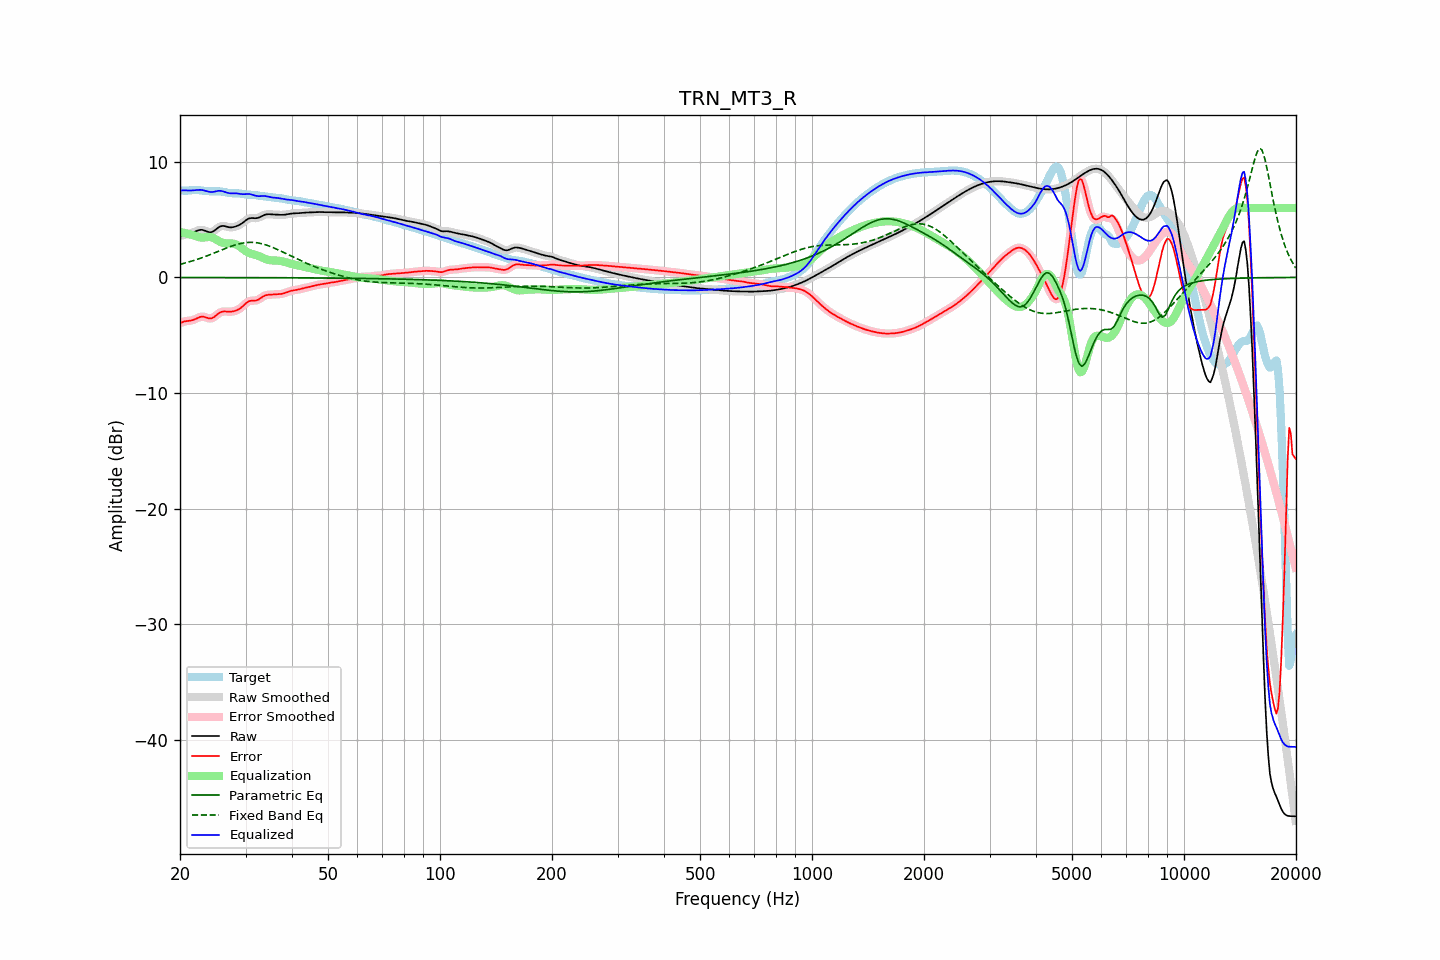 TRN_MT3_R
Amplitude (dBr)
10
0
−10
−20
−30
−40
Target
Raw Smoothed
Error Smoothed
Raw
Error
Equalization
Parametric Eq
Fixed Band Eq
Equalized
20 50 100 200 500 1000 2000 5000 10000 20000
Frequency (Hz)